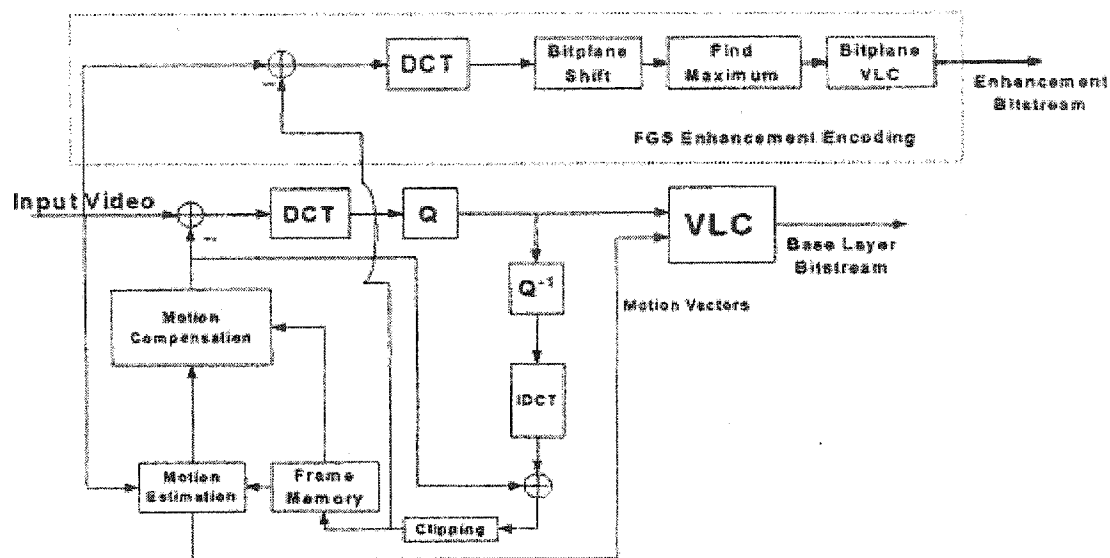 DCT
Bitplane
Shift
Find
Maximum
Bitplane
VLC
Enhancement
Bitstream
FGS Enhancement Encoding
Input Video
DCT
Q
VLC
Base Layer
Bitstream
Q-1
Motion Vectors
Motion
Compensation
IDCT
Motion
Estimation
Frame
Memory
Clipping